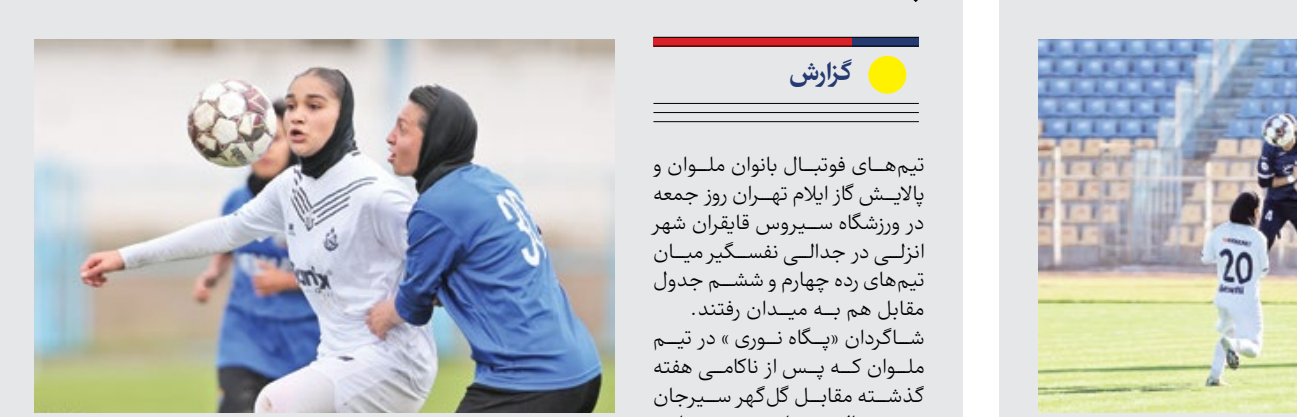 گزارش
تیم‌های فوتبال بانوان ملوان و
پالایش گاز ایلام تهران روز جمعه
در ورزشگاه سیروس قایقران شهر
انزلی در جدالی نفسگیر میان
تیم‌های رده چهارم و ششم جدول
مقابل هم به میدان رفتند.
شاگردان «پگاه نوری » در تیم
ملوان که پس از ناکامی هفته
گذشته مقابل گل‌گهر سیرجان
20